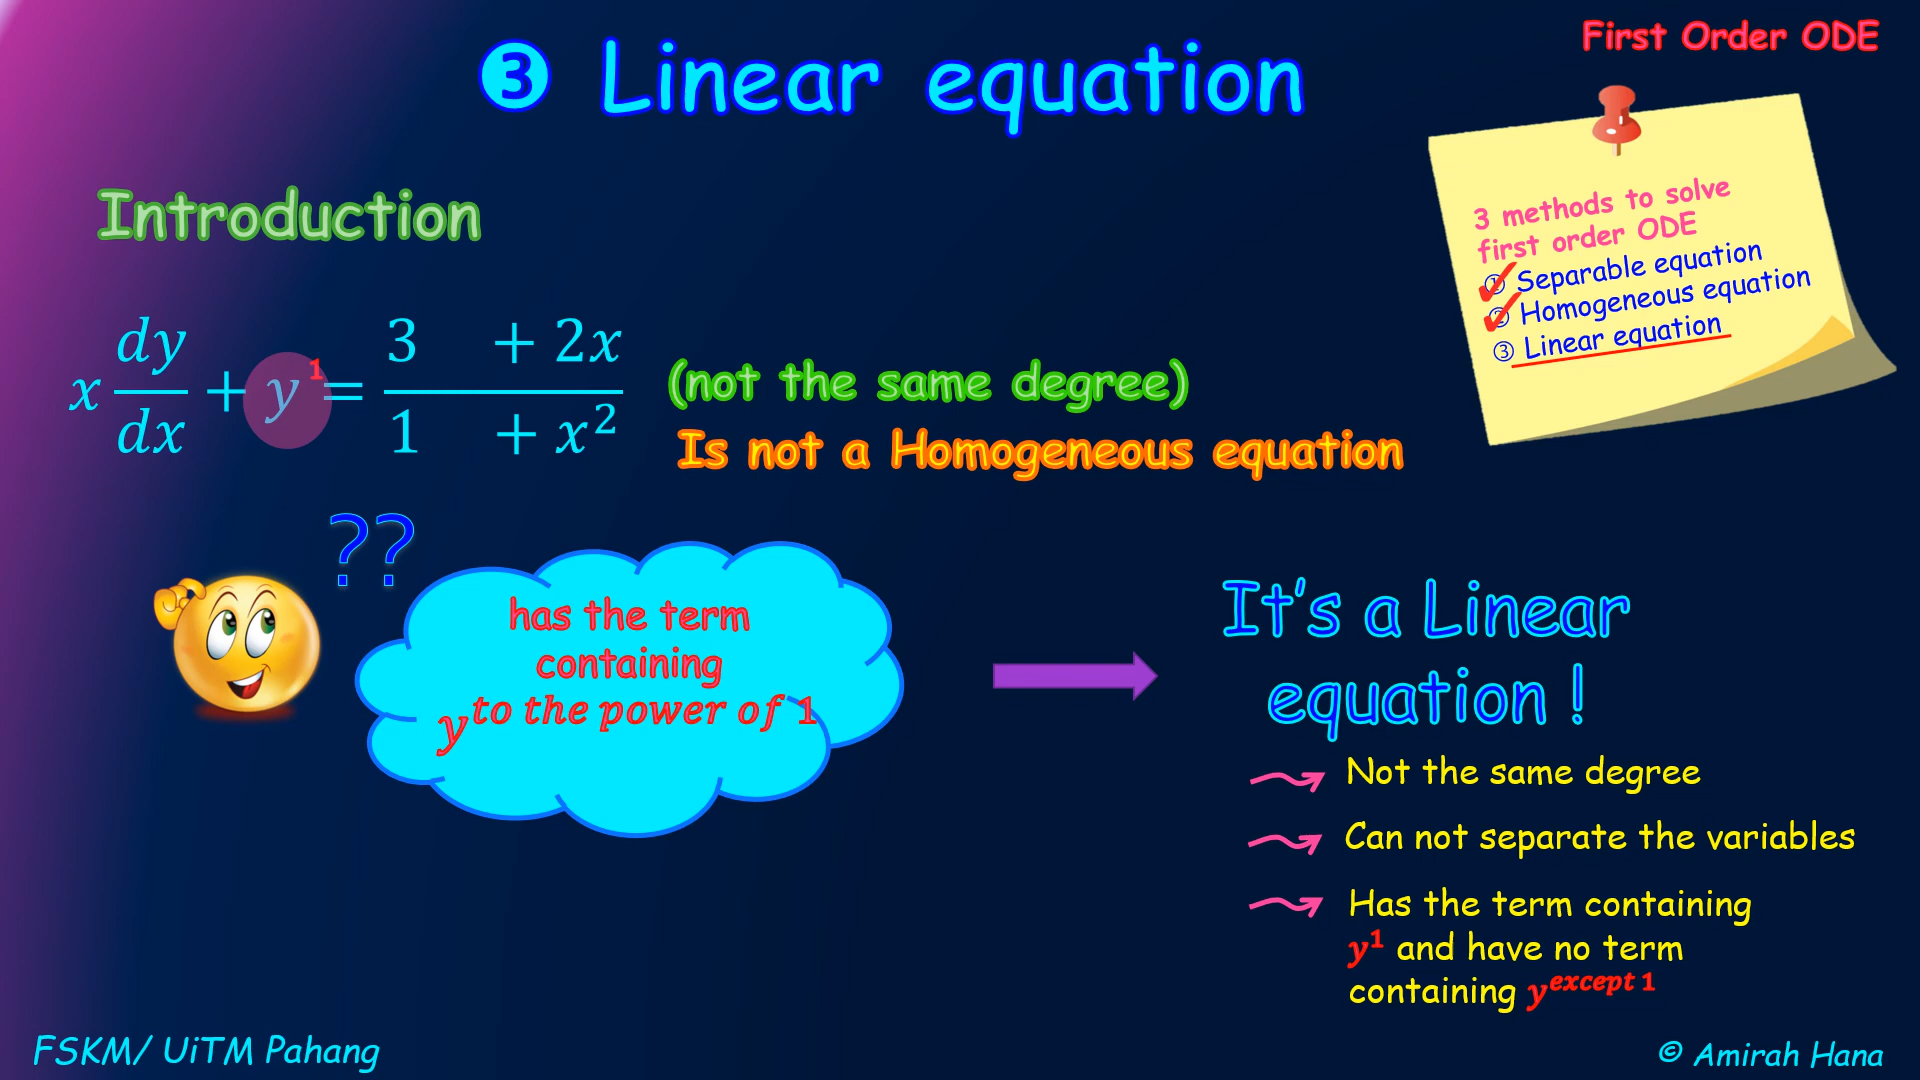 First Order ODE
❸ Linear equation
Introduction
3 methods to solve
first order ODE
① Separable equation
② Homogeneous equation
③ Linear equation
x dy/dx + y¹ = (3 + 2x)/(1 + x²)
(not the same degree)
Is not a Homogeneous equation
??
has the term
containing
y^to the power of 1
It's a Linear
equation !
Not the same degree
Can not separate the variables
Has the term containing
y¹ and have no term
containing y^except 1
FSKM/ UiTM Pahang
© Amirah Hana